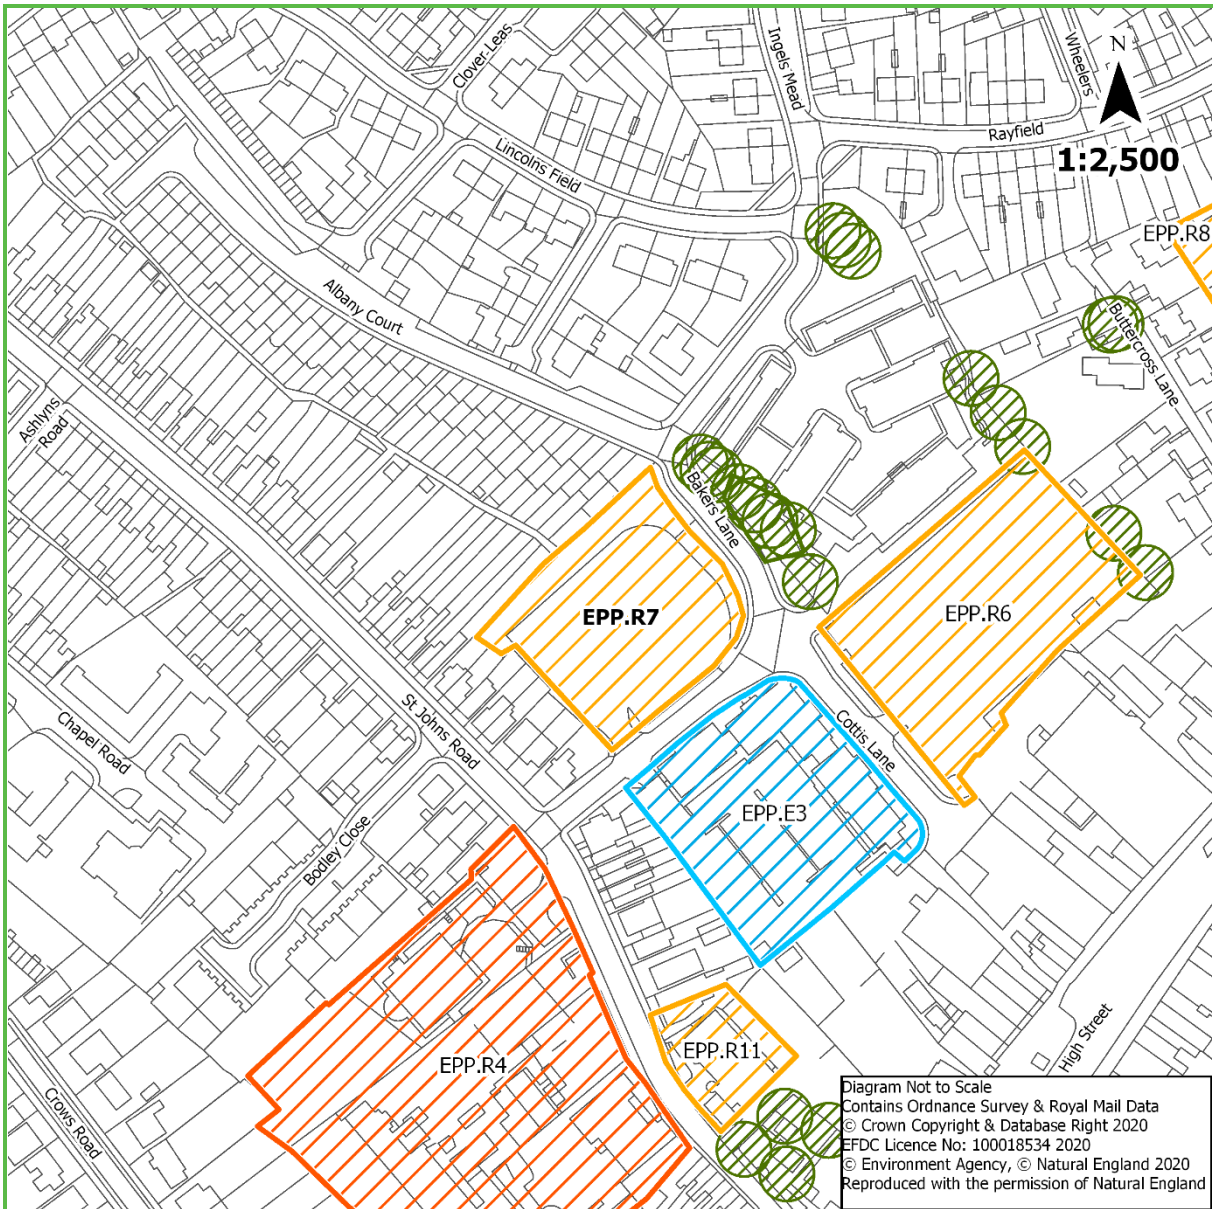 Clover-Leas
Ingels Mead
Wheelers
N
Rayfield
1:2,500
Lincolns Field
EPP.R8
Albany Court
Buttercross Lane
Ashlyns
Road
Bakers Lane
EPP.R7
EPP.R6
St Johns Road
Chapel Road
Cottis Lane
EPP.E3
Bodley Close
EPP.R11
EPP.R4
High Street
Crows Road
Diagram Not to Scale
Contains Ordnance Survey & Royal Mail Data
© Crown Copyright & Database Right 2020
EFDC Licence No: 100018534 2020
© Environment Agency, © Natural England 2020
Reproduced with the permission of Natural England